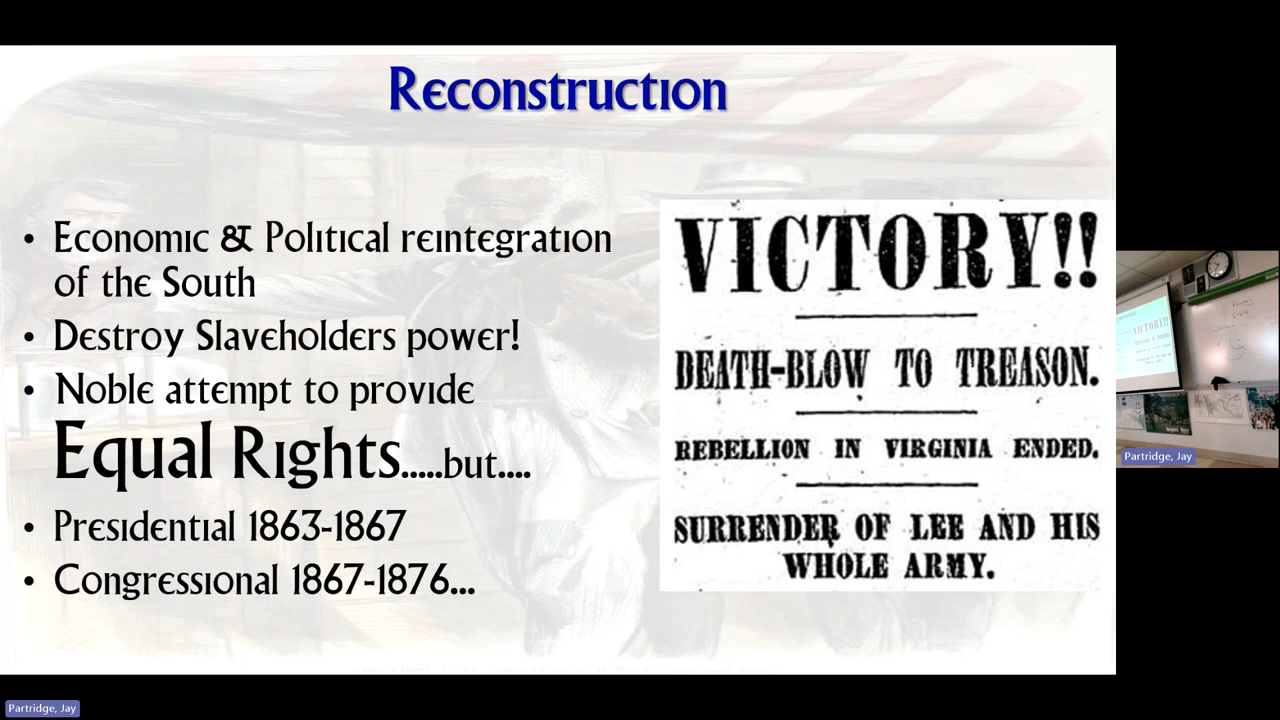 Reconstruction
• Economic & Political reintegration
of the South
• Destroy Slaveholders power!
• Noble attempt to provide
Equal Rights.....but....
• Presidential 1863-1867
• Congressional 1867-1876...
VICTORY!!
DEATH-BLOW TO TREASON.
REBELLION IN VIRGINIA ENDED.
SURRENDER OF LEE AND HIS
WHOLE ARMY.
VICTORY!!
Partridge, Jay
Partridge, Jay